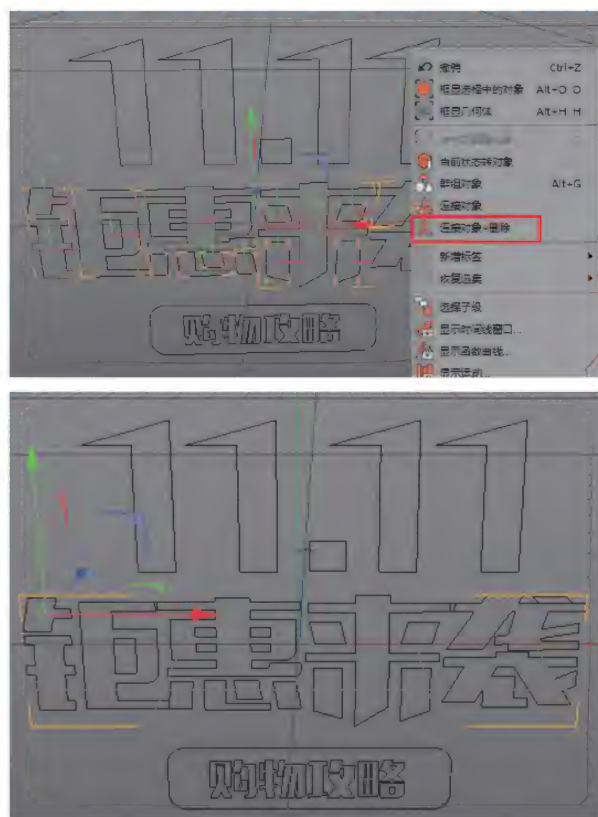 11.11
撤销 Ctrl+Z
框显选择中的对象 Alt+O, O
框显几何体 Alt+H, H
当前状态转对象
群组对象 Alt+G
连接对象
连接对象+删除
新增标签
恢复选集
选择子级
显示时间线窗口...
显示函数曲线...
显示运动...
钜惠来袭
购物攻略
11.11
钜惠来袭
购物攻略